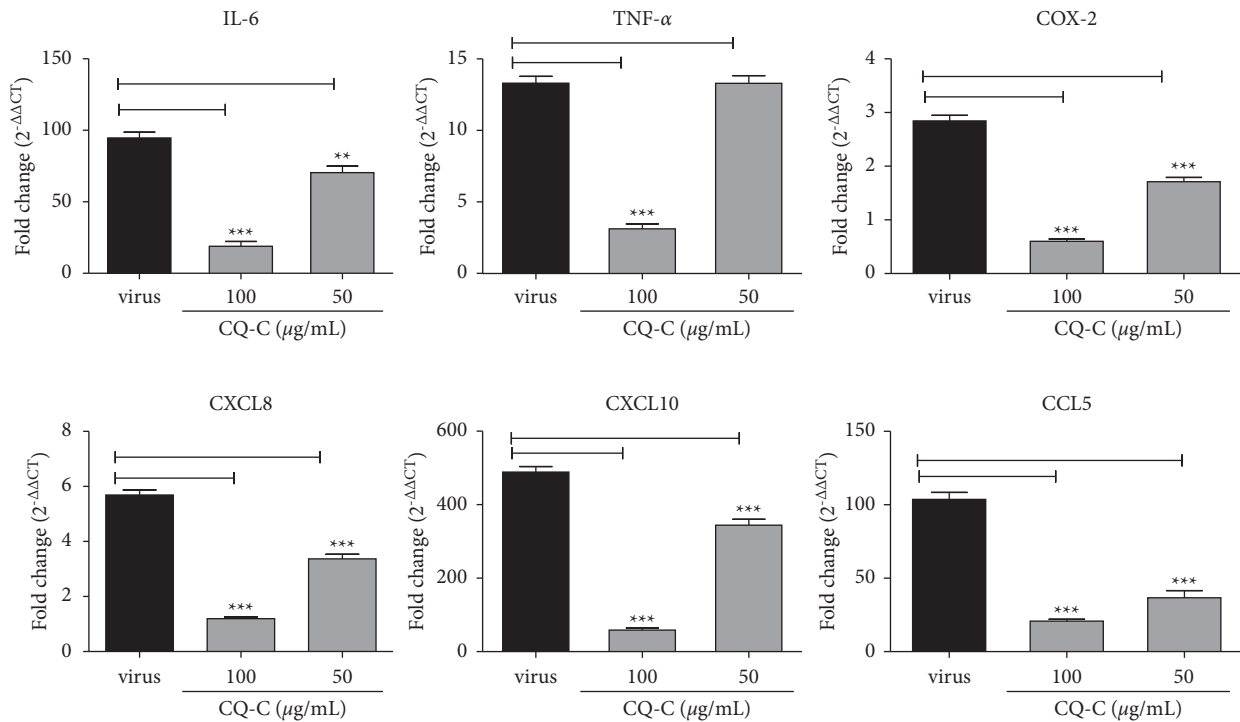 IL-6
Fold change (2-ΔΔCT)
150
100
50
0
**
***
virus
100
50
CQ-C (μg/mL)
TNF-α
Fold change (2-ΔΔCT)
15
10
5
0
***
virus
100
50
CQ-C (μg/mL)
COX-2
Fold change (2-ΔΔCT)
4
3
2
1
0
***
***
virus
100
50
CQ-C (μg/mL)
CXCL8
Fold change (2-ΔΔCT)
8
6
4
2
0
***
***
virus
100
50
CQ-C (μg/mL)
CXCL10
Fold change (2-ΔΔCT)
600
400
200
0
***
***
virus
100
50
CQ-C (μg/mL)
CCL5
Fold change (2-ΔΔCT)
150
100
50
0
***
***
virus
100
50
CQ-C (μg/mL)